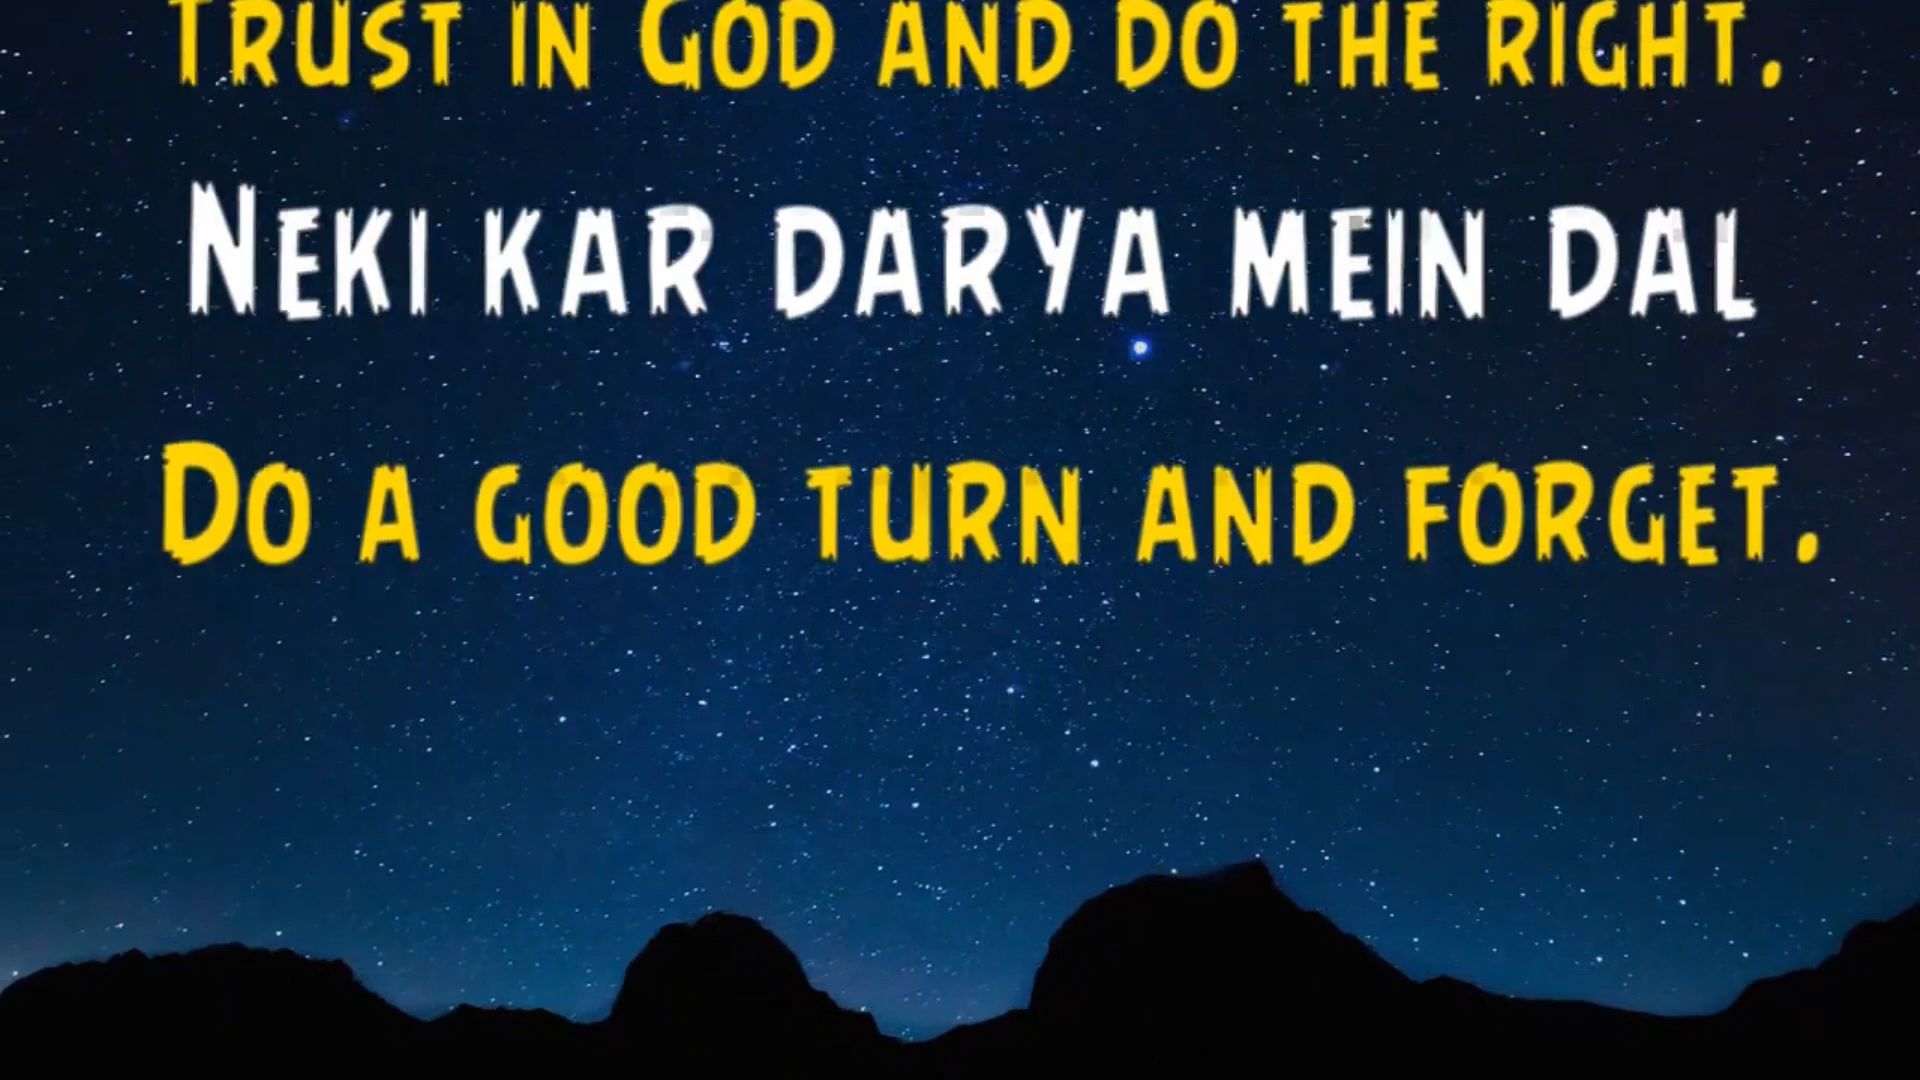 Trust in God and do the right.
Neki kar darya mein dal
Do a good turn and forget.